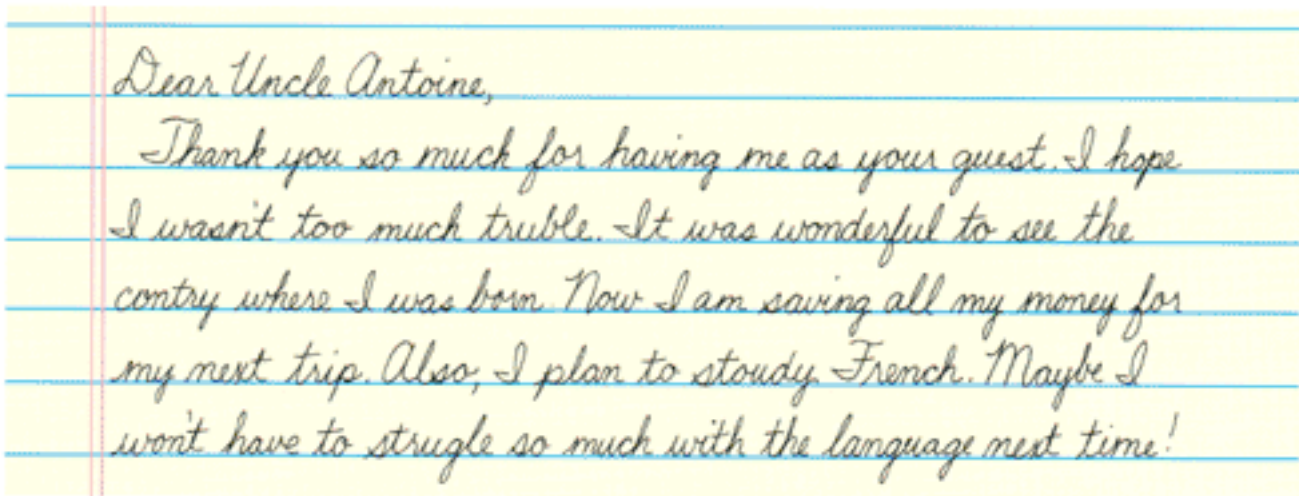 Dear Uncle Antoine,
Thank you so much for having me as your guest. I hope
I wasn't too much truble. It was wonderful to see the
contry where I was born. Now I am saving all my money for
my next trip. Also, I plan to stoudy French. Maybe I
won't have to strugle so much with the language next time!